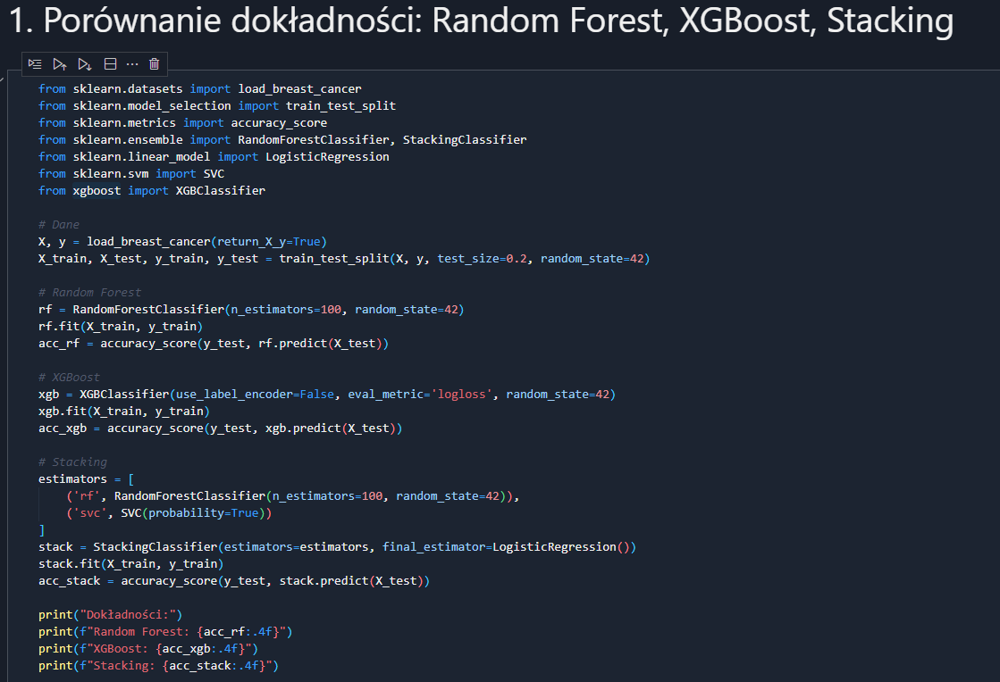 1. Porównanie dokładności: Random Forest, XGBoost, Stacking
from sklearn.datasets import load_breast_cancer
from sklearn.model_selection import train_test_split
from sklearn.metrics import accuracy_score
from sklearn.ensemble import RandomForestClassifier, StackingClassifier
from sklearn.linear_model import LogisticRegression
from sklearn.svm import SVC
from xgboost import XGBClassifier
# Dane
X, y = load_breast_cancer(return_X_y=True)
X_train, X_test, y_train, y_test = train_test_split(X, y, test_size=0.2, random_state=42)
# Random Forest
rf = RandomForestClassifier(n_estimators=100, random_state=42)
rf.fit(X_train, y_train)
acc_rf = accuracy_score(y_test, rf.predict(X_test))
# XGBoost
xgb = XGBClassifier(use_label_encoder=False, eval_metric='logloss', random_state=42)
xgb.fit(X_train, y_train)
acc_xgb = accuracy_score(y_test, xgb.predict(X_test))
# Stacking
estimators = [
    ('rf', RandomForestClassifier(n_estimators=100, random_state=42)),
    ('svc', SVC(probability=True))
]
stack = StackingClassifier(estimators=estimators, final_estimator=LogisticRegression())
stack.fit(X_train, y_train)
acc_stack = accuracy_score(y_test, stack.predict(X_test))
print("Dokładności:")
print(f"Random Forest: {acc_rf:.4f}")
print(f"XGBoost: {acc_xgb:.4f}")
print(f"Stacking: {acc_stack:.4f}")